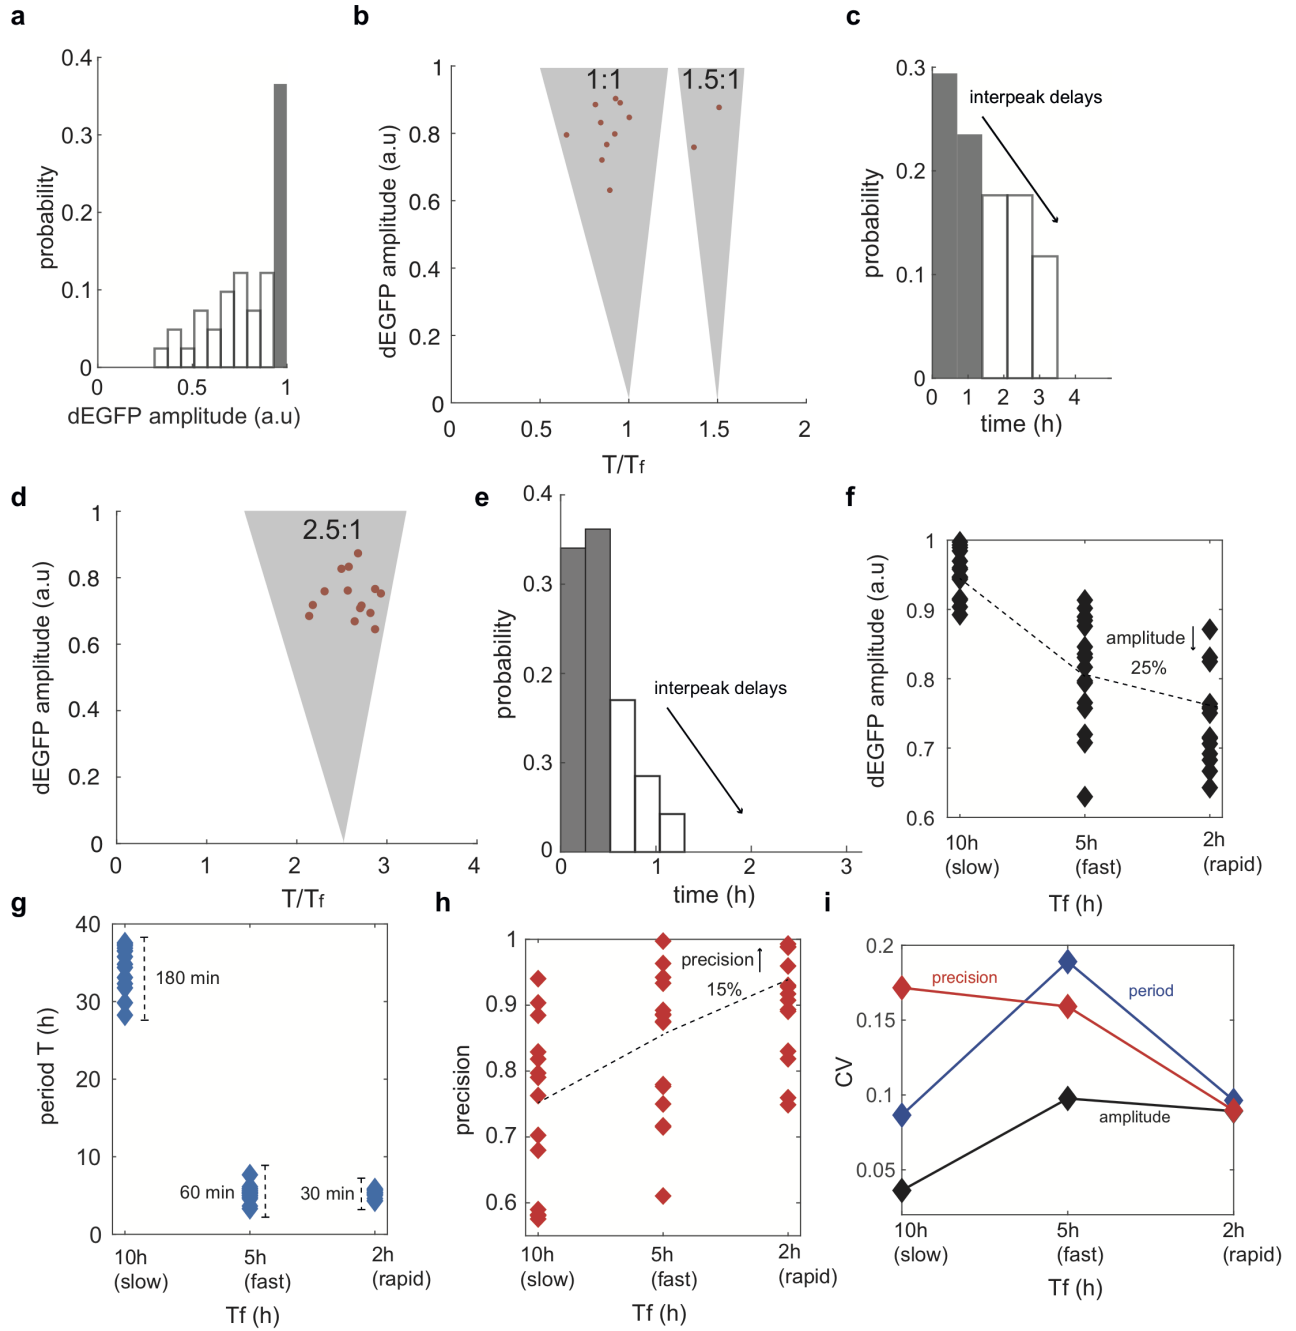 a
0.4
0.3
0.2
0.1
0
probability
0
0.5
1
dEGFP amplitude (a.u)
b
1
0.8
0.6
0.4
0.2
0
dEGFP amplitude (a.u)
1:1
1.5:1
0
0.5
1
1.5
2
T/Tf
c
0.3
0.2
0.1
0
probability
interpeak delays
0
1
2
3
4
time (h)
d
1
0.8
0.6
0.4
0.2
0
dEGFP amplitude (a.u)
2.5:1
0
1
2
3
4
T/Tf
e
0.4
0.3
0.2
0.3
0
probability
interpeak delays
0
1
2
3
time (h)
f
1
0.9
0.8
0.7
0.6
dEGFP amplitude (a.u)
amplitude
25%
10h
(slow)
5h
(fast)
2h
(rapid)
Tf (h)
g
40
30
20
10
0
period T (h)
180 min
60 min
30 min
10h
(slow)
5h
(fast)
2h
(rapid)
Tf (h)
h
1
0.9
0.8
0.7
0.6
precision
precision
15%
10h
(slow)
5h
(fast)
2h
(rapid)
Tf (h)
i
0.2
0.15
0.1
0.05
CV
precision
period
amplitude
10h
(slow)
5h
(fast)
2h
(rapid)
Tf (h)